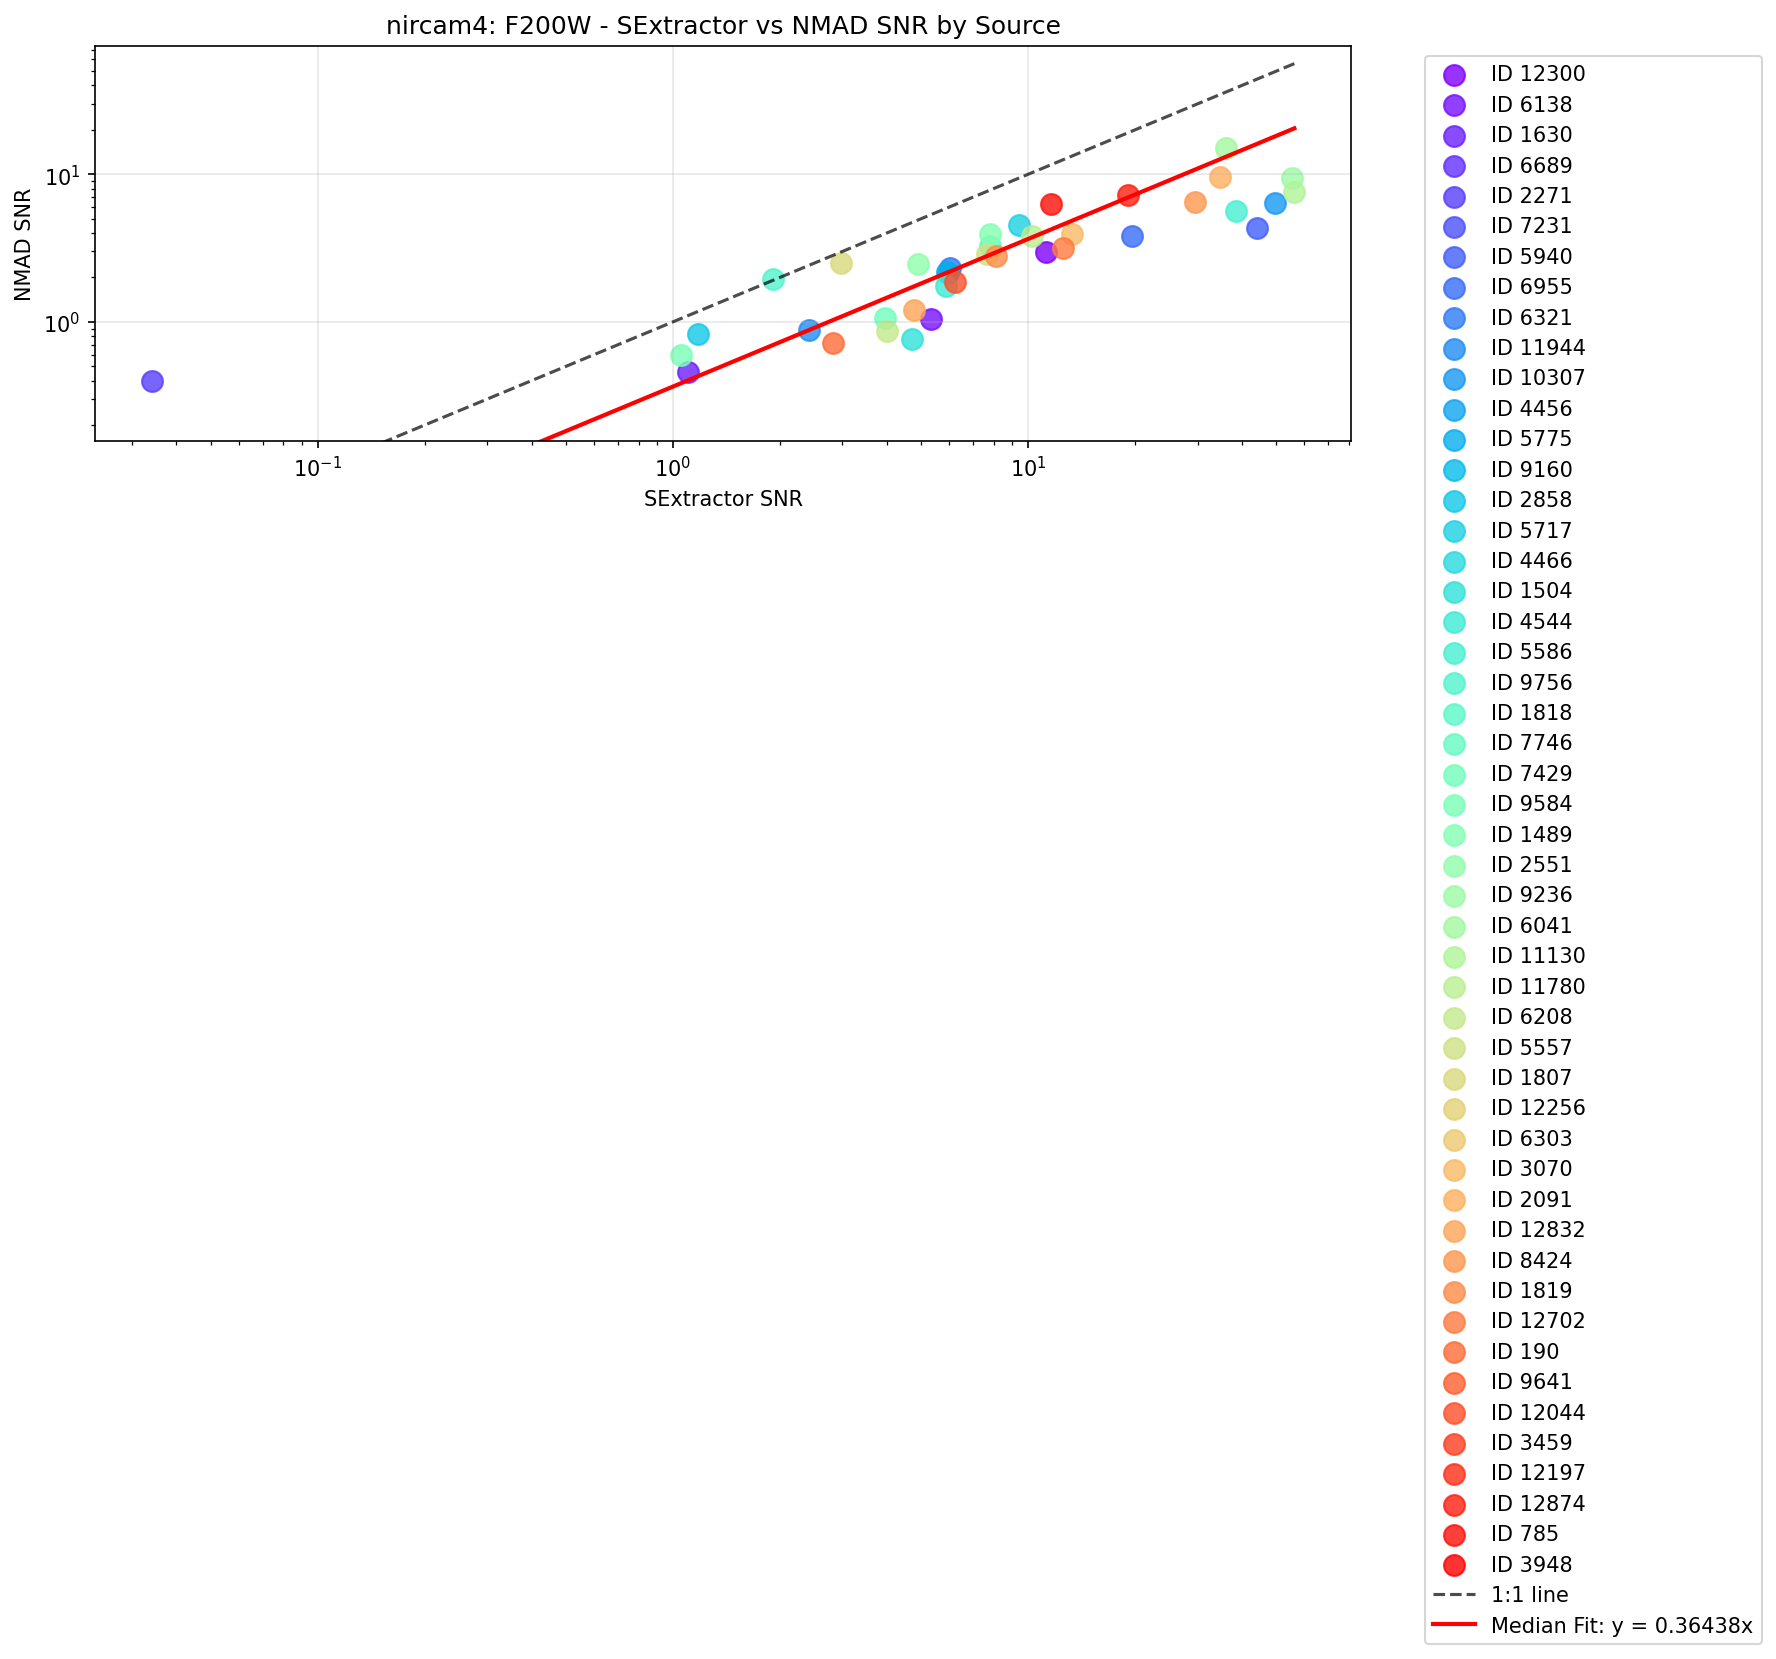 nircam4: F200W - SExtractor vs NMAD SNR by Source
NMAD SNR
10¹
10⁰
10⁻¹
10⁰
10¹
SExtractor SNR
ID 12300
ID 6138
ID 1630
ID 6689
ID 2271
ID 7231
ID 5940
ID 6955
ID 6321
ID 11944
ID 10307
ID 4456
ID 5775
ID 9160
ID 2858
ID 5717
ID 4466
ID 1504
ID 4544
ID 5586
ID 9756
ID 1818
ID 7746
ID 7429
ID 9584
ID 1489
ID 2551
ID 9236
ID 6041
ID 11130
ID 11780
ID 6208
ID 5557
ID 1807
ID 12256
ID 6303
ID 3070
ID 2091
ID 12832
ID 8424
ID 1819
ID 12702
ID 190
ID 9641
ID 12044
ID 3459
ID 12197
ID 12874
ID 785
ID 3948
1:1 line
Median Fit: y = 0.36438x